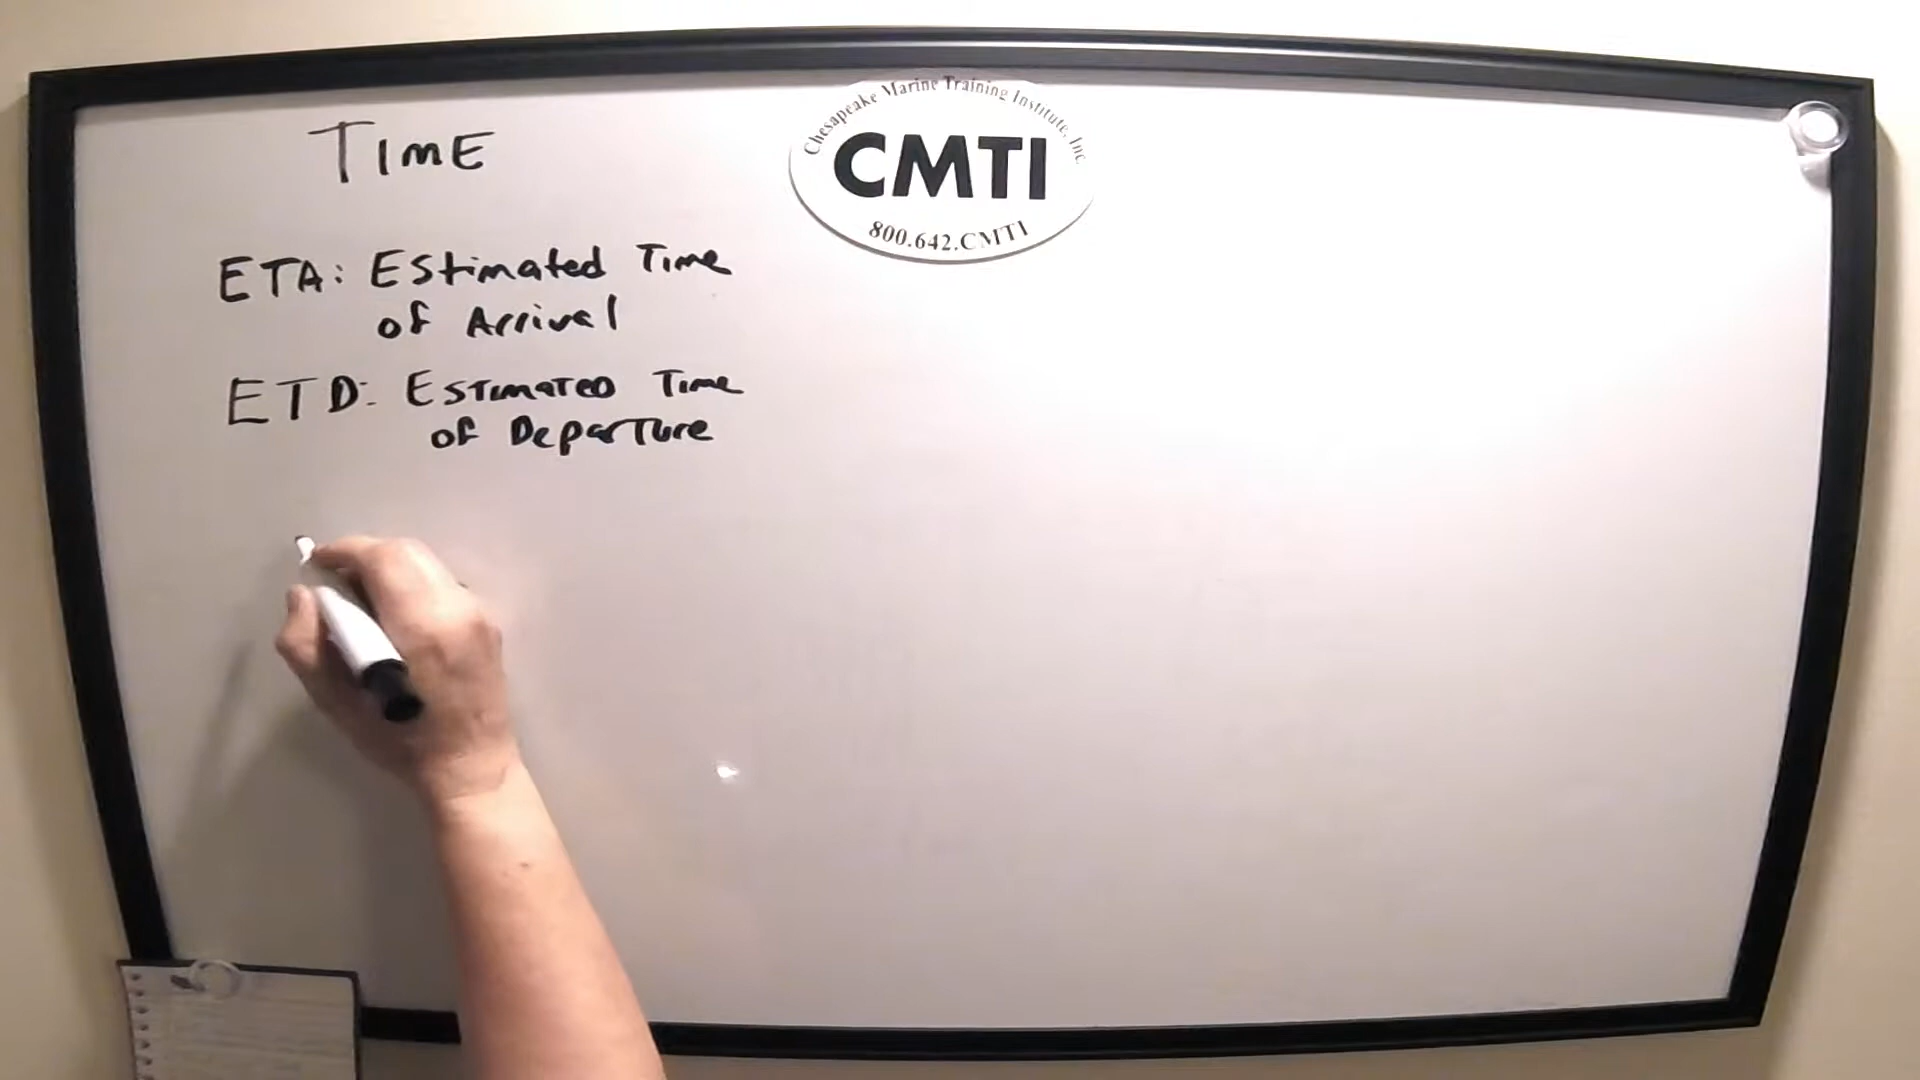 Chesapeake Marine Training Institute, Inc.
CMTI
800.642.CMTI
TIME
ETA: Estimated Time
of Arrival
ETD: Estimated Time
of Departure